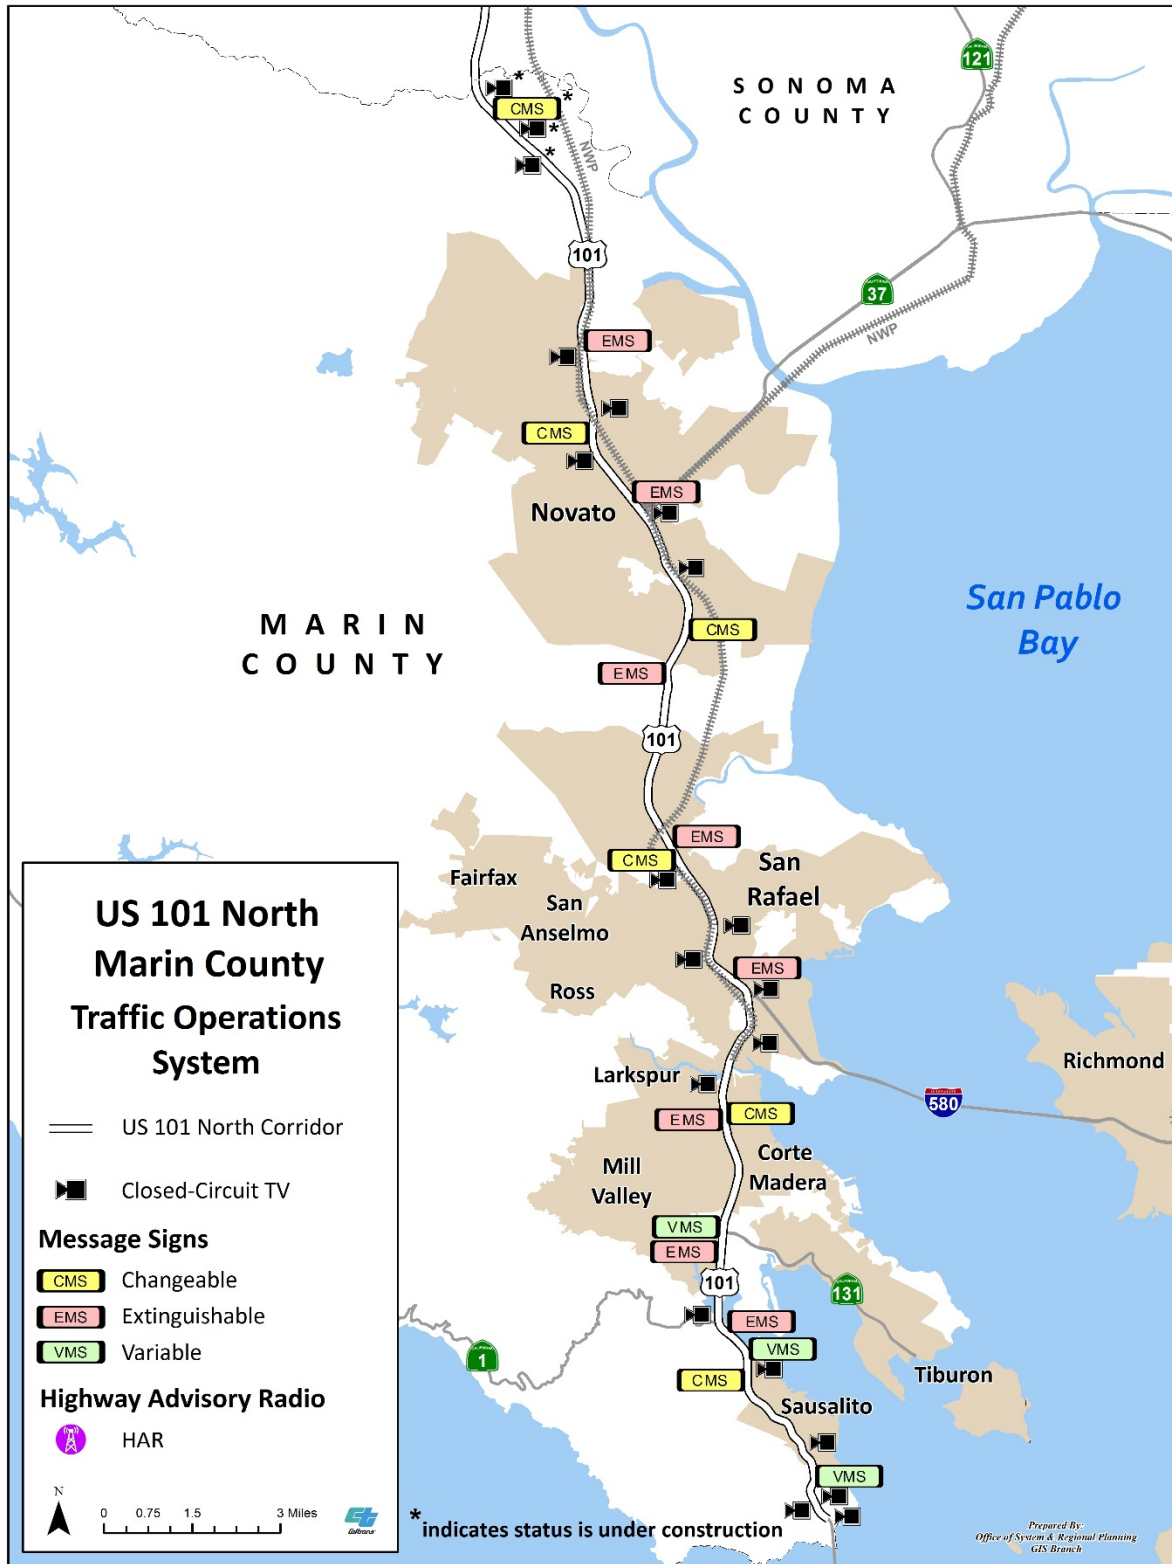 CALIFORNIA
121
SONOMA
COUNTY
*
CMS
*
*
*
NWP
101
CALIFORNIA
37
NWP
EMS
CMS
EMS
Novato
San Pablo
Bay
MARIN
COUNTY
CMS
EMS
101
EMS
CMS
San
Rafael
Fairfax
San
Anselmo
Ross
EMS
Richmond
Larkspur
580
CMS
EMS
Corte
Madera
Mill
Valley
VMS
EMS
101
CALIFORNIA
131
EMS
VMS
CMS
CALIFORNIA
1
Tiburon
Sausalito
VMS
US 101 North
Marin County
Traffic Operations
System
US 101 North Corridor
Closed-Circuit TV
Message Signs
CMS Changeable
EMS Extinguishable
VMS Variable
Highway Advisory Radio
HAR
N
0 0.75 1.5 3 Miles
Caltrans
*indicates status is under construction
Prepared By:
Office of System & Regional Planning
GIS Branch